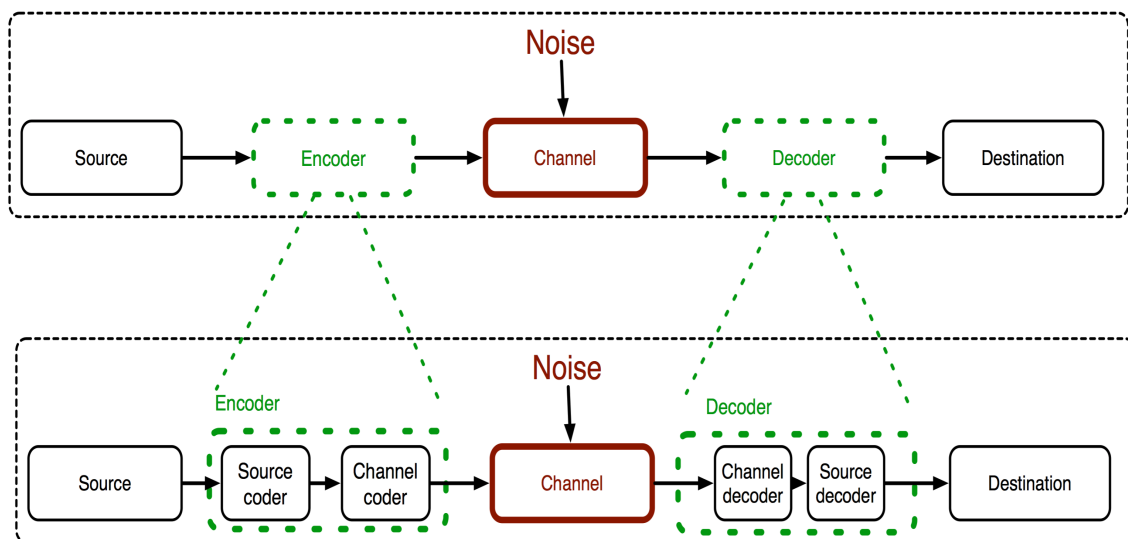 Noise
Source
Encoder
Channel
Decoder
Destination
Noise
Encoder
Decoder
Source
Source
coder
Channel
coder
Channel
Channel
decoder
Source
decoder
Destination